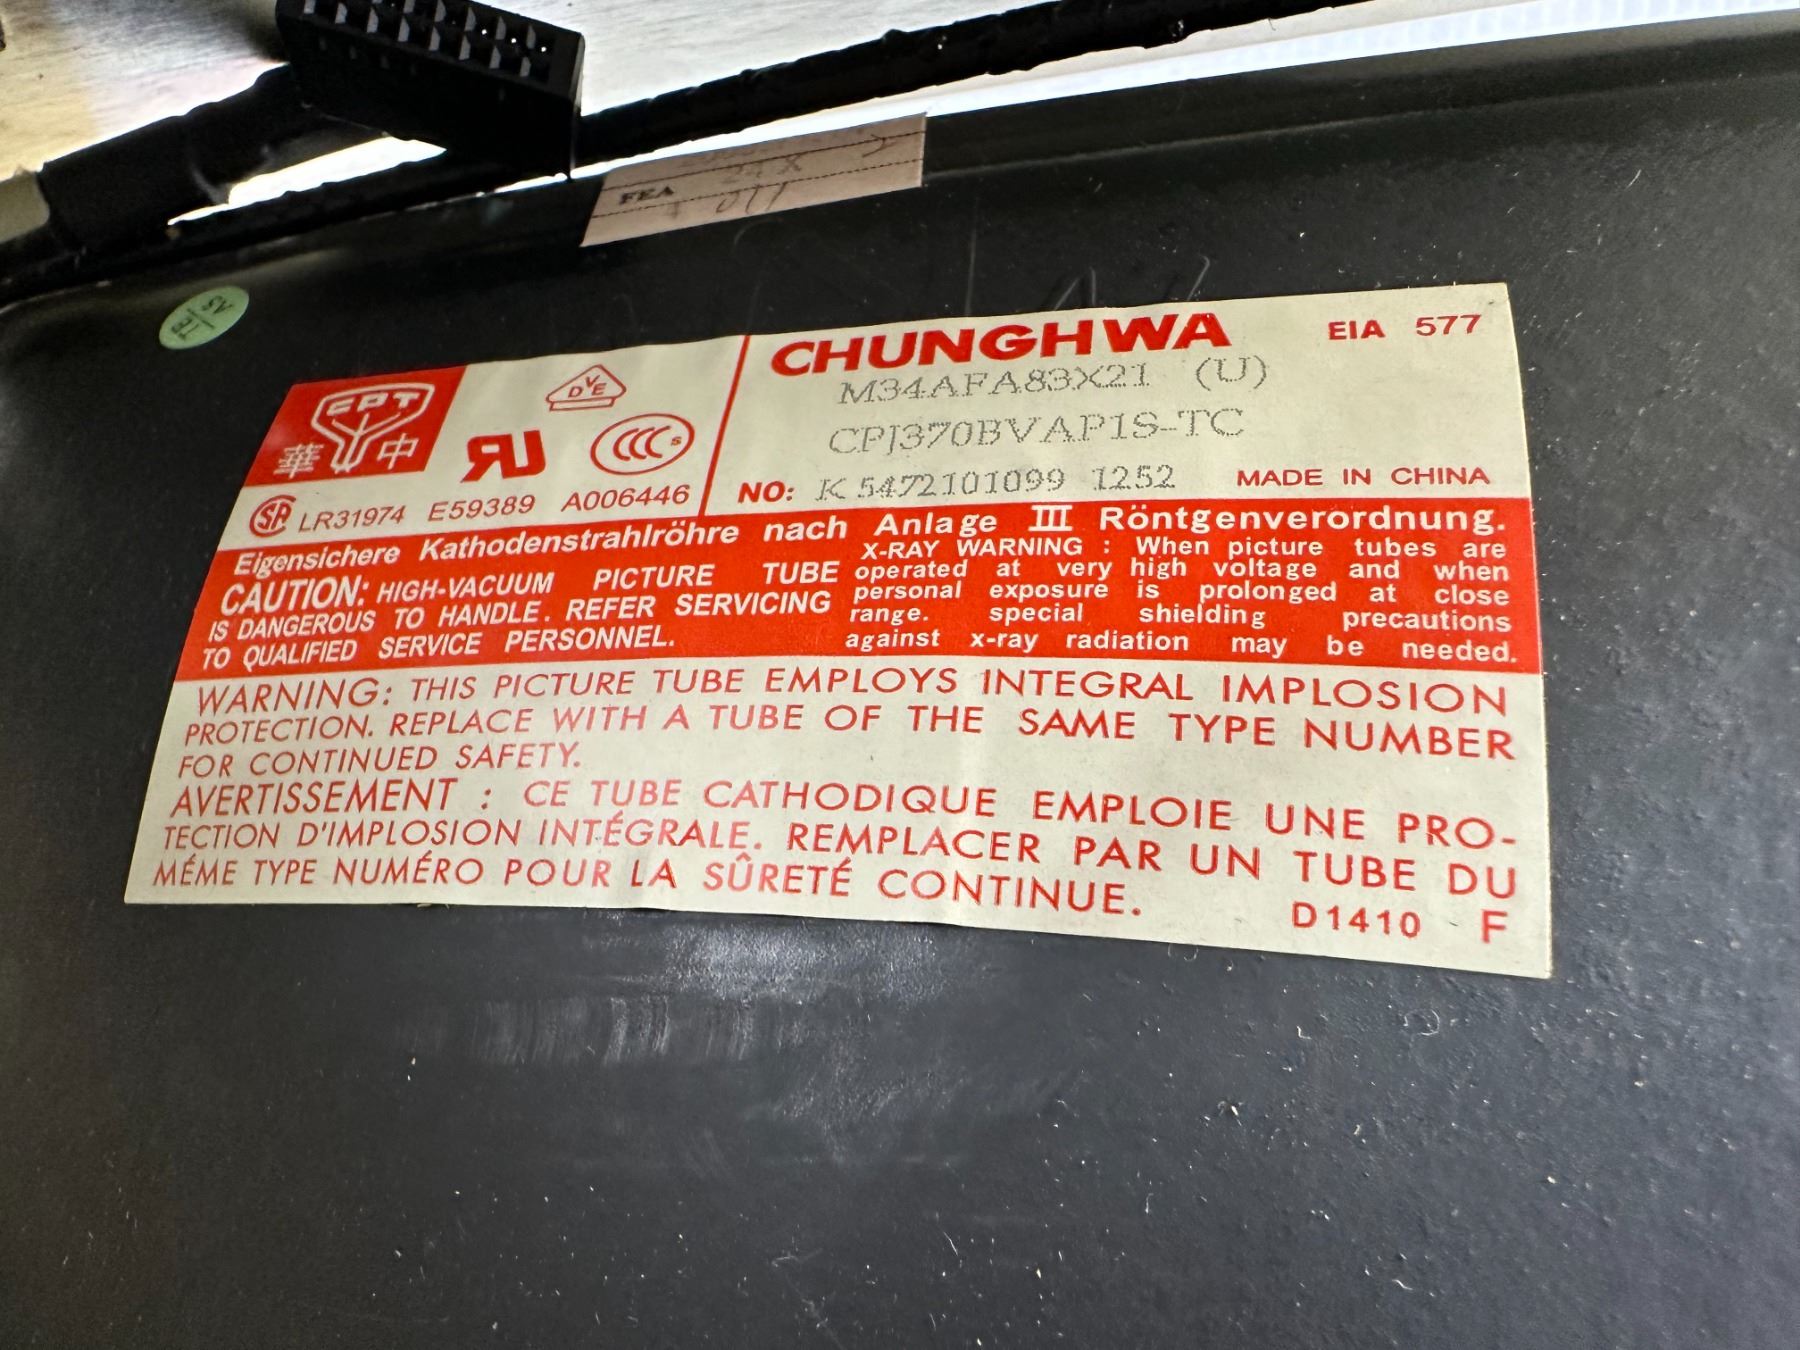 FEA
011
TB
A3
CPT
華 中
VDE
CCC S
LR31974 E59389 A006446
CHUNGHWA EIA 577
M34AFA83X21 (U)
CPJ370BVAP1S-TC
NO: K 5472101099 1252 MADE IN CHINA
Eigensichere Kathodenstrahlröhre nach Anlage III Röntgenverordnung.
CAUTION: HIGH-VACUUM PICTURE TUBE
IS DANGEROUS TO HANDLE. REFER SERVICING
TO QUALIFIED SERVICE PERSONNEL.
X-RAY WARNING : When picture tubes are
operated at very high voltage and when
personal exposure is prolonged at close
range. special shielding precautions
against x-ray radiation may be needed.
WARNING: THIS PICTURE TUBE EMPLOYS INTEGRAL IMPLOSION
PROTECTION. REPLACE WITH A TUBE OF THE SAME TYPE NUMBER
FOR CONTINUED SAFETY.
AVERTISSEMENT : CE TUBE CATHODIQUE EMPLOIE UNE PRO-
TECTION D'IMPLOSION INTÉGRALE. REMPLACER PAR UN TUBE DU
MÉME TYPE NUMÉRO POUR LA SÛRETÉ CONTINUE.
D1410 F